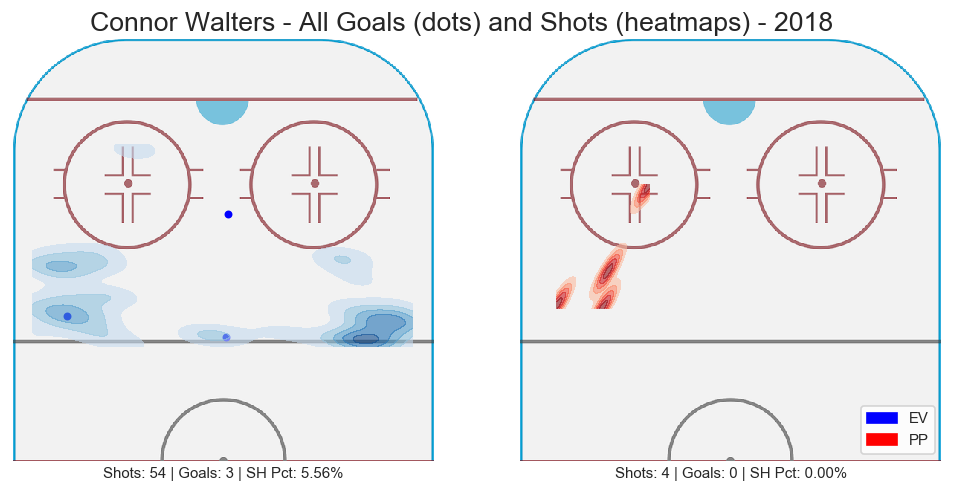 Connor Walters - All Goals (dots) and Shots (heatmaps) - 2018
EV
PP
Shots: 54 | Goals: 3 | SH Pct: 5.56%
Shots: 4 | Goals: 0 | SH Pct: 0.00%